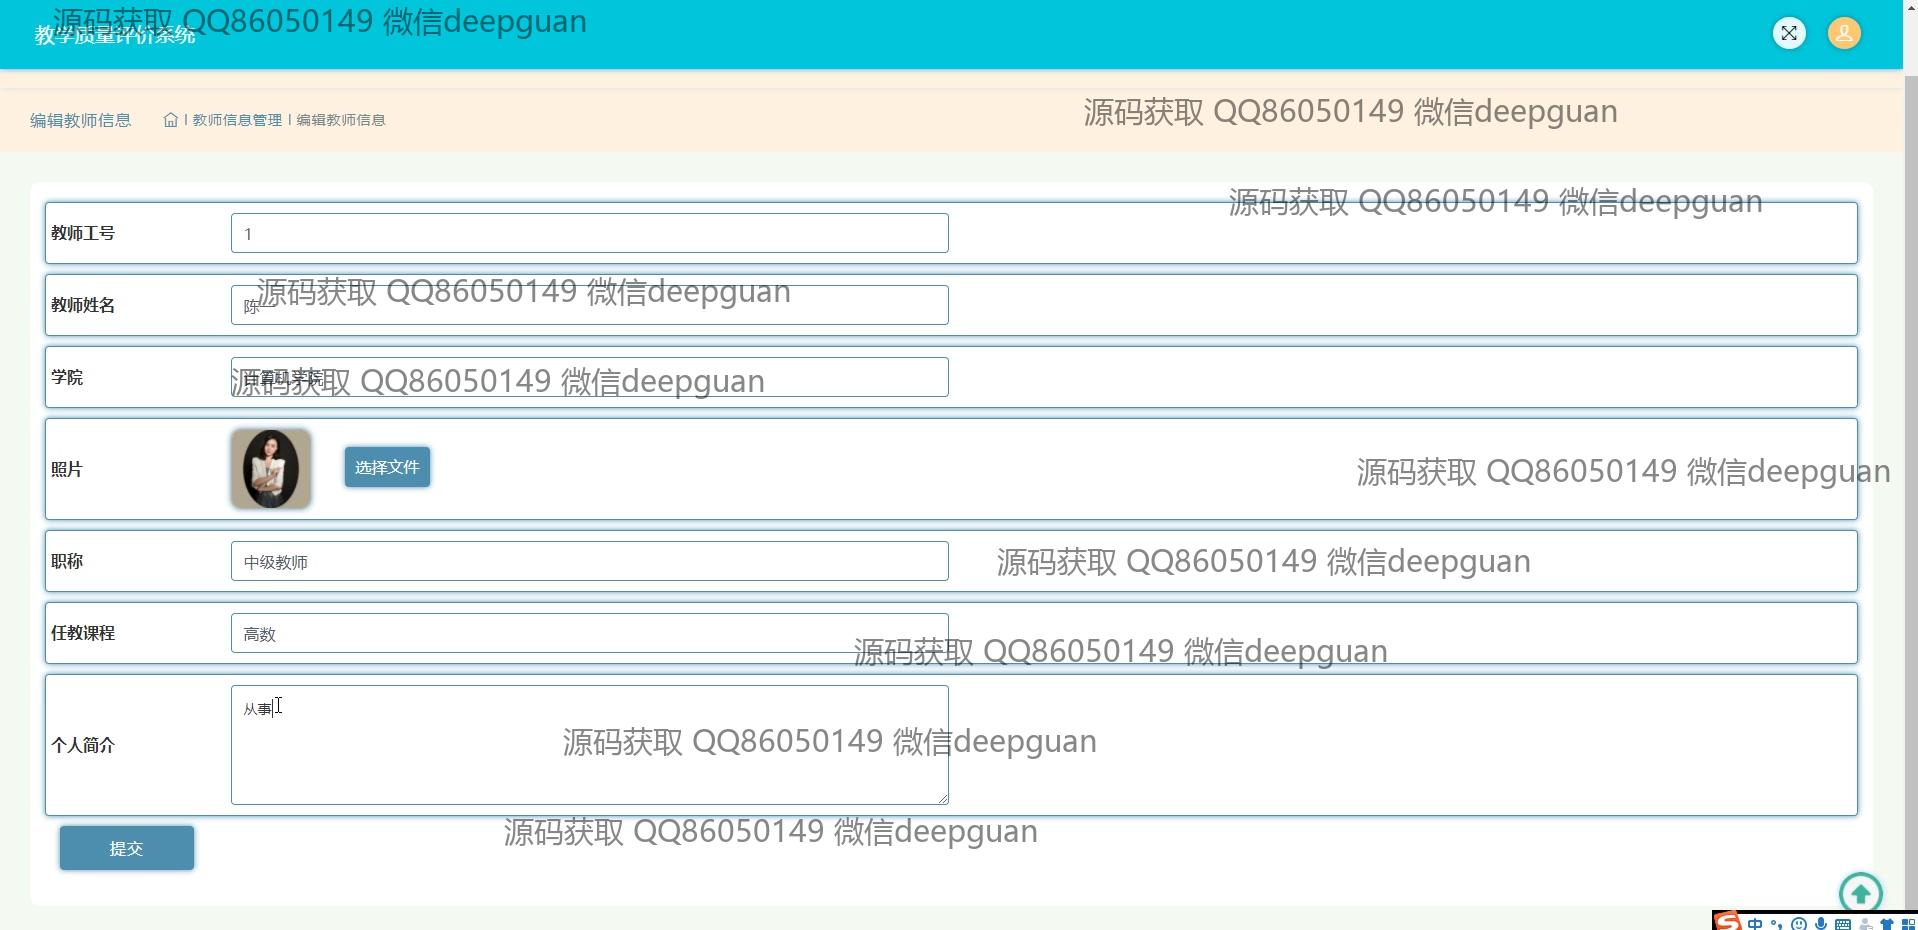 源码获取 QQ86050149 微信deepguan
教学质量评价系统
编辑教师信息 | 教师信息管理 | 编辑教师信息
源码获取 QQ86050149 微信deepguan
源码获取 QQ86050149 微信deepguan
教师工号 1
源码获取 QQ86050149 微信deepguan
教师姓名 陈一
学院 计算机学院
源码获取 QQ86050149 微信deepguan
照片 选择文件
源码获取 QQ86050149 微信deepguan
职称 中级教师
源码获取 QQ86050149 微信deepguan
任教课程 高数
源码获取 QQ86050149 微信deepguan
从事
个人简介
源码获取 QQ86050149 微信deepguan
源码获取 QQ86050149 微信deepguan
提交
中